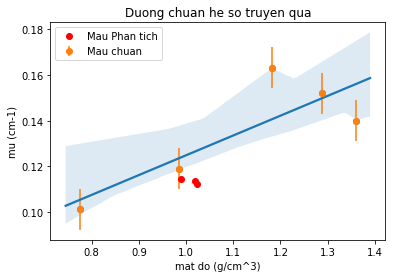 Duong chuan he so truyen qua
Mau Phan tich
Mau chuan
mu (cm-1)
0.18
0.16
0.14
0.12
0.10
0.8 0.9 1.0 1.1 1.2 1.3 1.4
mat do (g/cm^3)